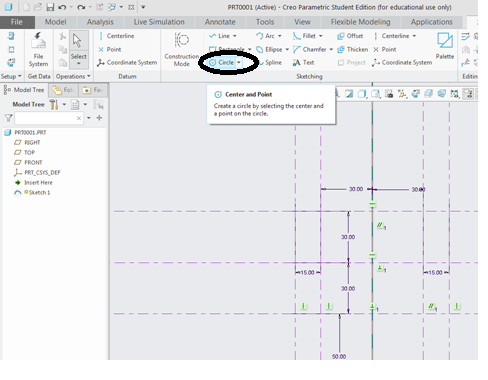 PRT0001 (Active) - Creo Parametric Student Edition (for educational use only)
File Model Analysis Live Simulation Annotate Tools View Flexible Modeling Applications
Setup Get Data Operations
Select
Centerline
Point
Coordinate System
Datum
Construction
Mode
Line Arc Fillet Offset Centerline
Rectangle Ellipse Chamfer Thicken Point
Circle Spline Text Project Coordinate System
Sketching
Palette
Model Tree Fol Fav
Model Tree
PRT0001.PRT
RIGHT
TOP
FRONT
PRT_CSYS_DEF
Insert Here
Sketch 1
Center and Point
Create a circle by selecting the center and
a point on the circle.
30.00 30.00
30.00
15.00 15.00
30.00
50.00